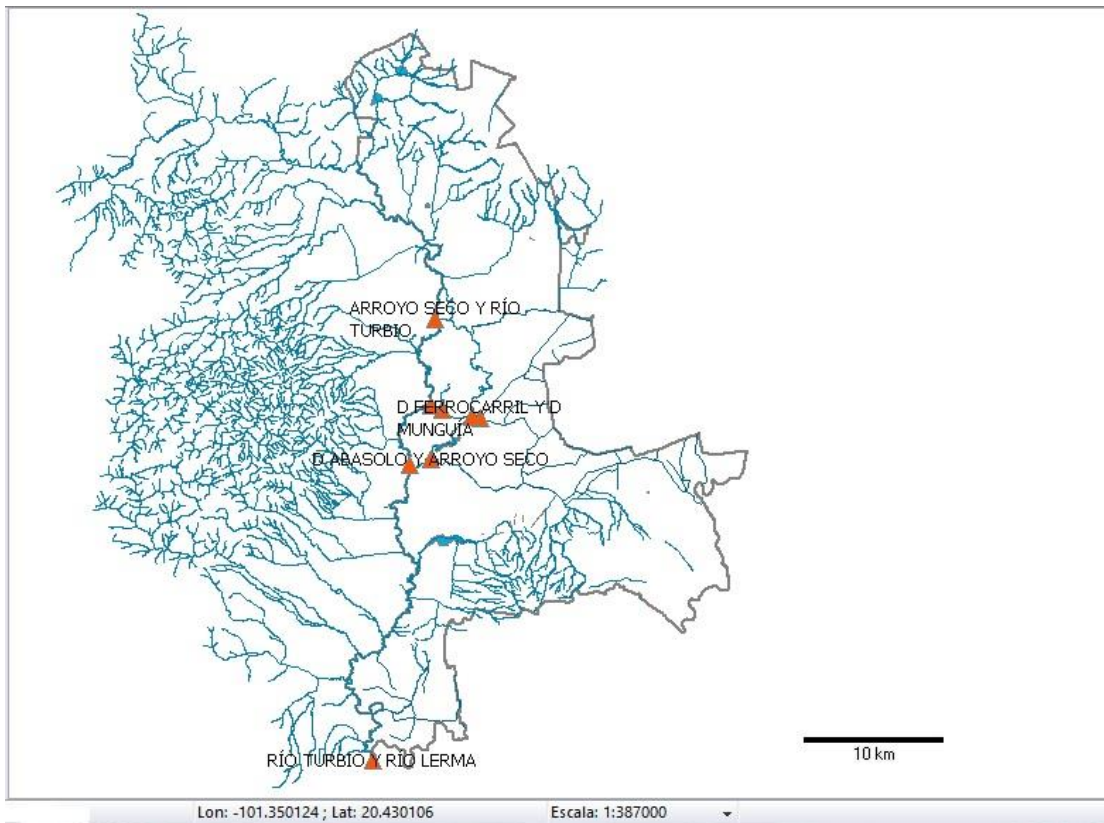 ARROYO SECO Y RÍO
TURBIO
D FERROCARRIL Y D
MUNGUÍA
D ABASOLO Y ARROYO SECO
RÍO TURBIO Y RÍO LERMA
10 km
Lon: -101.350124 ; Lat: 20.430106 Escala: 1:387000